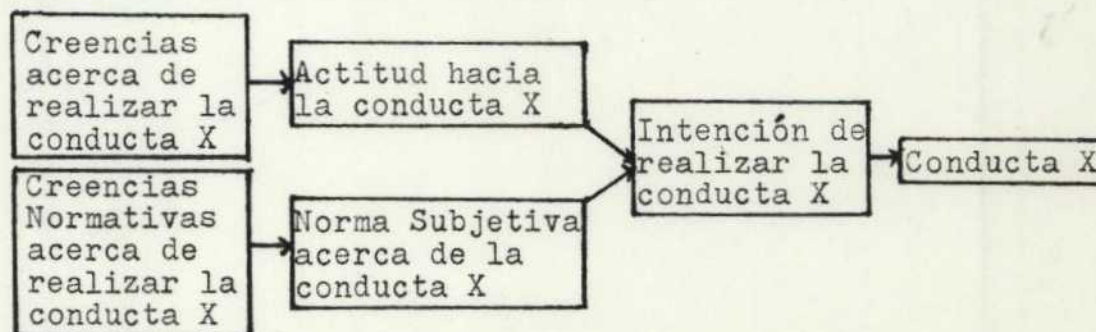 Creencias
acerca de
realizar la
conducta X
Actitud hacia
la conducta X
Creencias
Normativas
acerca de
realizar la
conducta X
Norma Subjetiva
acerca de la
conducta X
Intención de
realizar la
conducta X
Conducta X